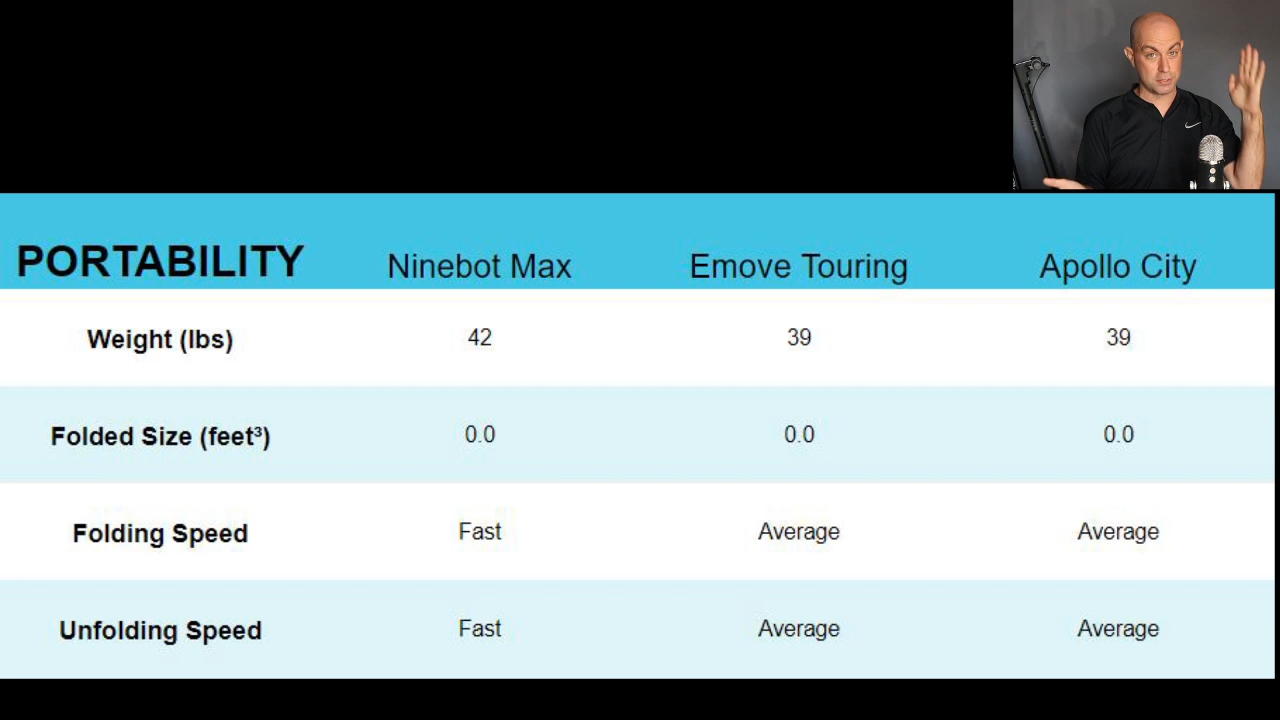 PORTABILITY Ninebot Max Emove Touring Apollo City
Weight (lbs) 42 39 39
Folded Size (feet³) 0.0 0.0 0.0
Folding Speed Fast Average Average
Unfolding Speed Fast Average Average